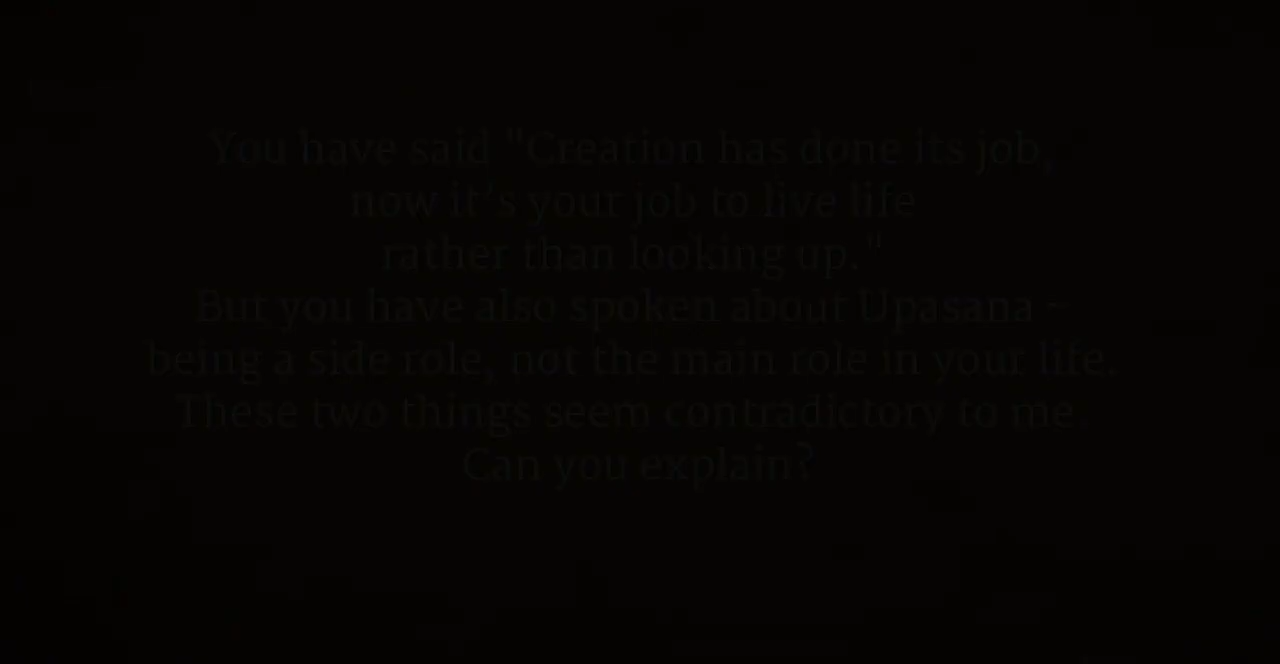 You have said "Creation has done its job,
now it's your job to live life
rather than looking up."
But you have also spoken about Upasana –
being a side role, not the main role in your life.
These two things seem contradictory to me.
Can you explain?